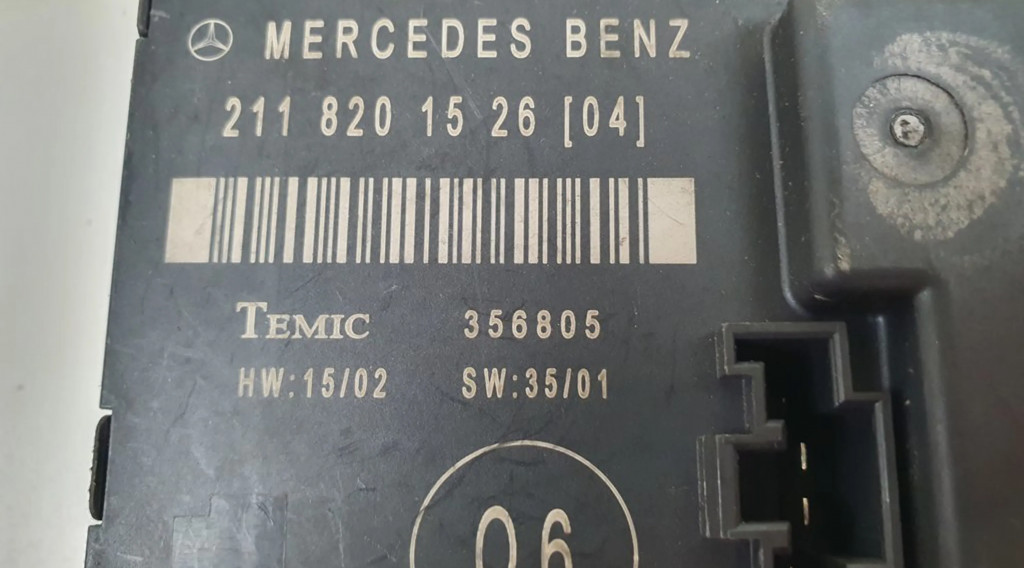 MERCEDES BENZ
211 820 15 26 [04]
TEMIC 356805
HW:15/02 SW:35/01
06